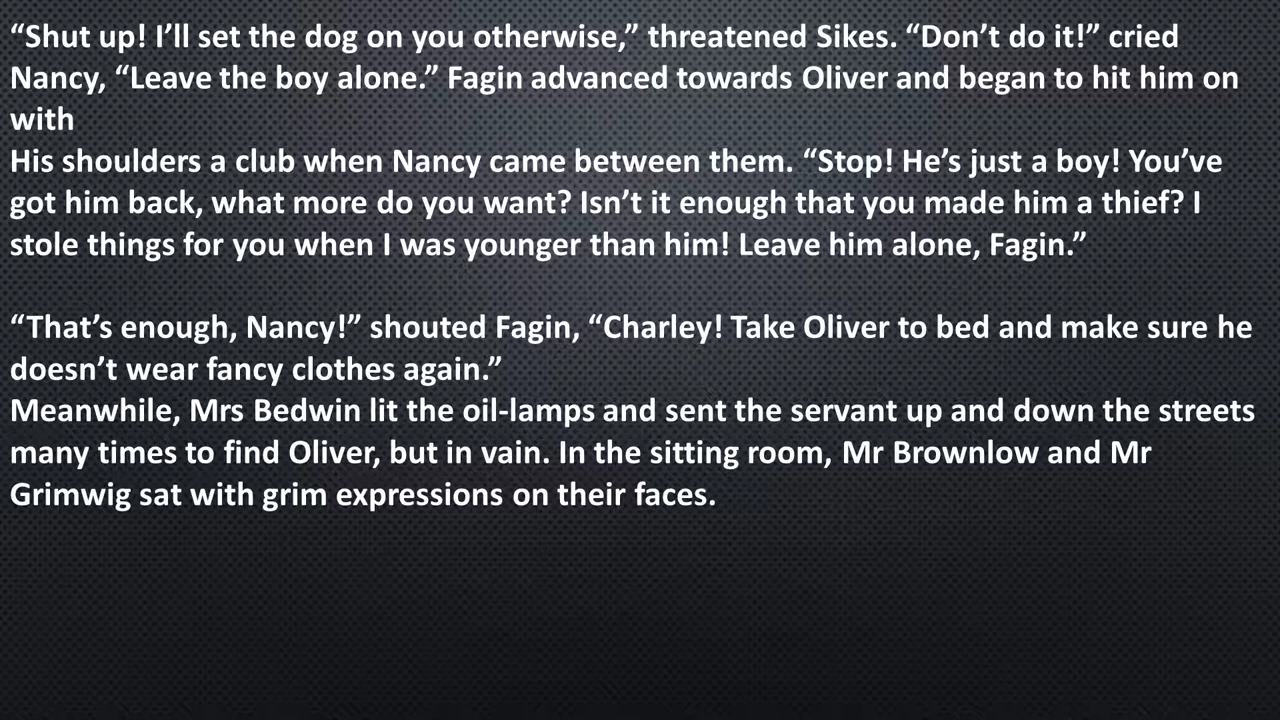 “Shut up! I’ll set the dog on you otherwise,” threatened Sikes. “Don’t do it!” cried
Nancy, “Leave the boy alone.” Fagin advanced towards Oliver and began to hit him on
with
His shoulders a club when Nancy came between them. “Stop! He’s just a boy! You’ve
got him back, what more do you want? Isn’t it enough that you made him a thief? I
stole things for you when I was younger than him! Leave him alone, Fagin.”
“That’s enough, Nancy!” shouted Fagin, “Charley! Take Oliver to bed and make sure he
doesn’t wear fancy clothes again.”
Meanwhile, Mrs Bedwin lit the oil-lamps and sent the servant up and down the streets
many times to find Oliver, but in vain. In the sitting room, Mr Brownlow and Mr
Grimwig sat with grim expressions on their faces.